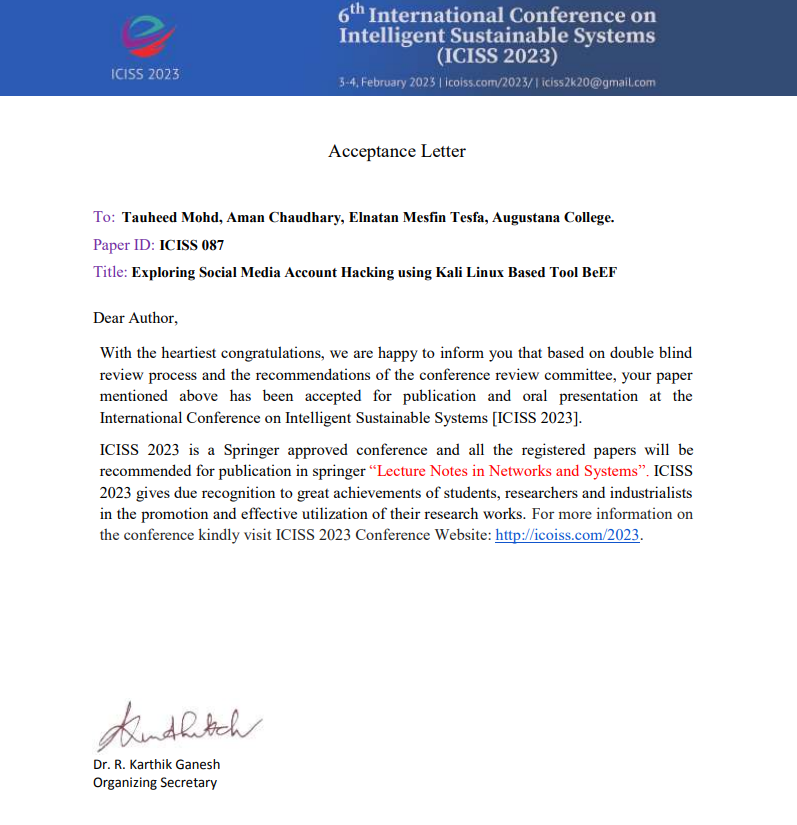 ICISS 2023
6th International Conference on
Intelligent Sustainable Systems
(ICISS 2023)
3-4, February 2023 | icoiss.com/2023/ | iciss2k20@gmail.com
Acceptance Letter
To: Tauheed Mohd, Aman Chaudhary, Elnatan Mesfin Tesfa, Augustana College.
Paper ID: ICISS 087
Title: Exploring Social Media Account Hacking using Kali Linux Based Tool BeEF
Dear Author,
With the heartiest congratulations, we are happy to inform you that based on double blind
review process and the recommendations of the conference review committee, your paper
mentioned above has been accepted for publication and oral presentation at the
International Conference on Intelligent Sustainable Systems [ICISS 2023].
ICISS 2023 is a Springer approved conference and all the registered papers will be
recommended for publication in springer “Lecture Notes in Networks and Systems”. ICISS
2023 gives due recognition to great achievements of students, researchers and industrialists
in the promotion and effective utilization of their research works. For more information on
the conference kindly visit ICISS 2023 Conference Website: http://icoiss.com/2023.
Dr. R. Karthik Ganesh
Organizing Secretary